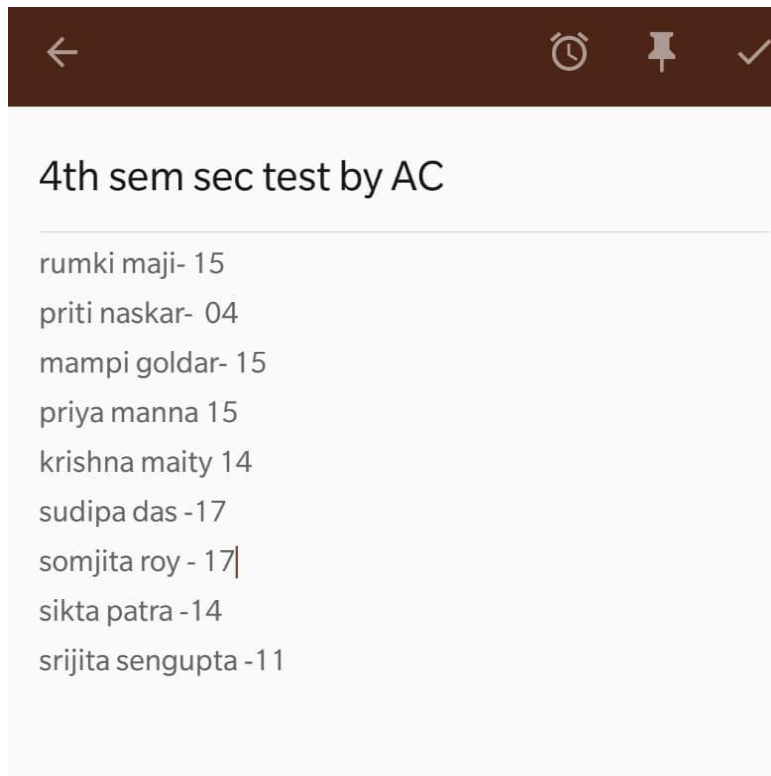 4th sem sec test by AC
rumki maji- 15
priti naskar-  04
mampi goldar- 15
priya manna 15
krishna maity 14
sudipa das -17
somjita roy - 17
sikta patra -14
srijita sengupta -11